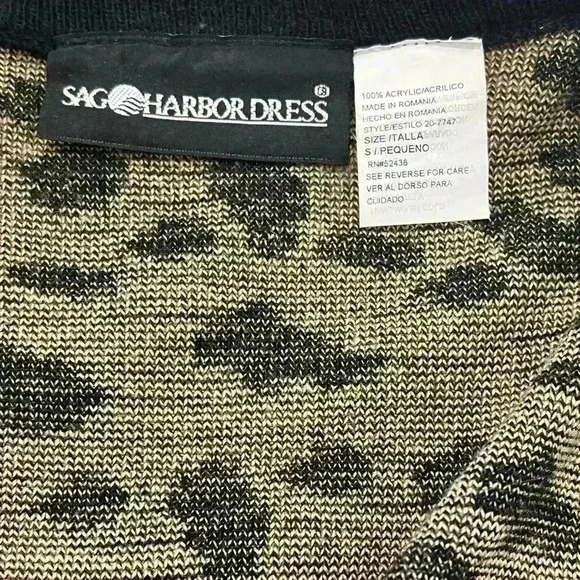 SAG HARBOR DRESS ®
100% ACRYLIC/ACRILICO
MADE IN ROMANIA
HECHO EN ROMANIA
STYLE/ESTILO 20-7747
SIZE/TALLA
S / PEQUENO
RN#52438
SEE REVERSE FOR CARE
VER AL DORSO PARA
CUIDADO